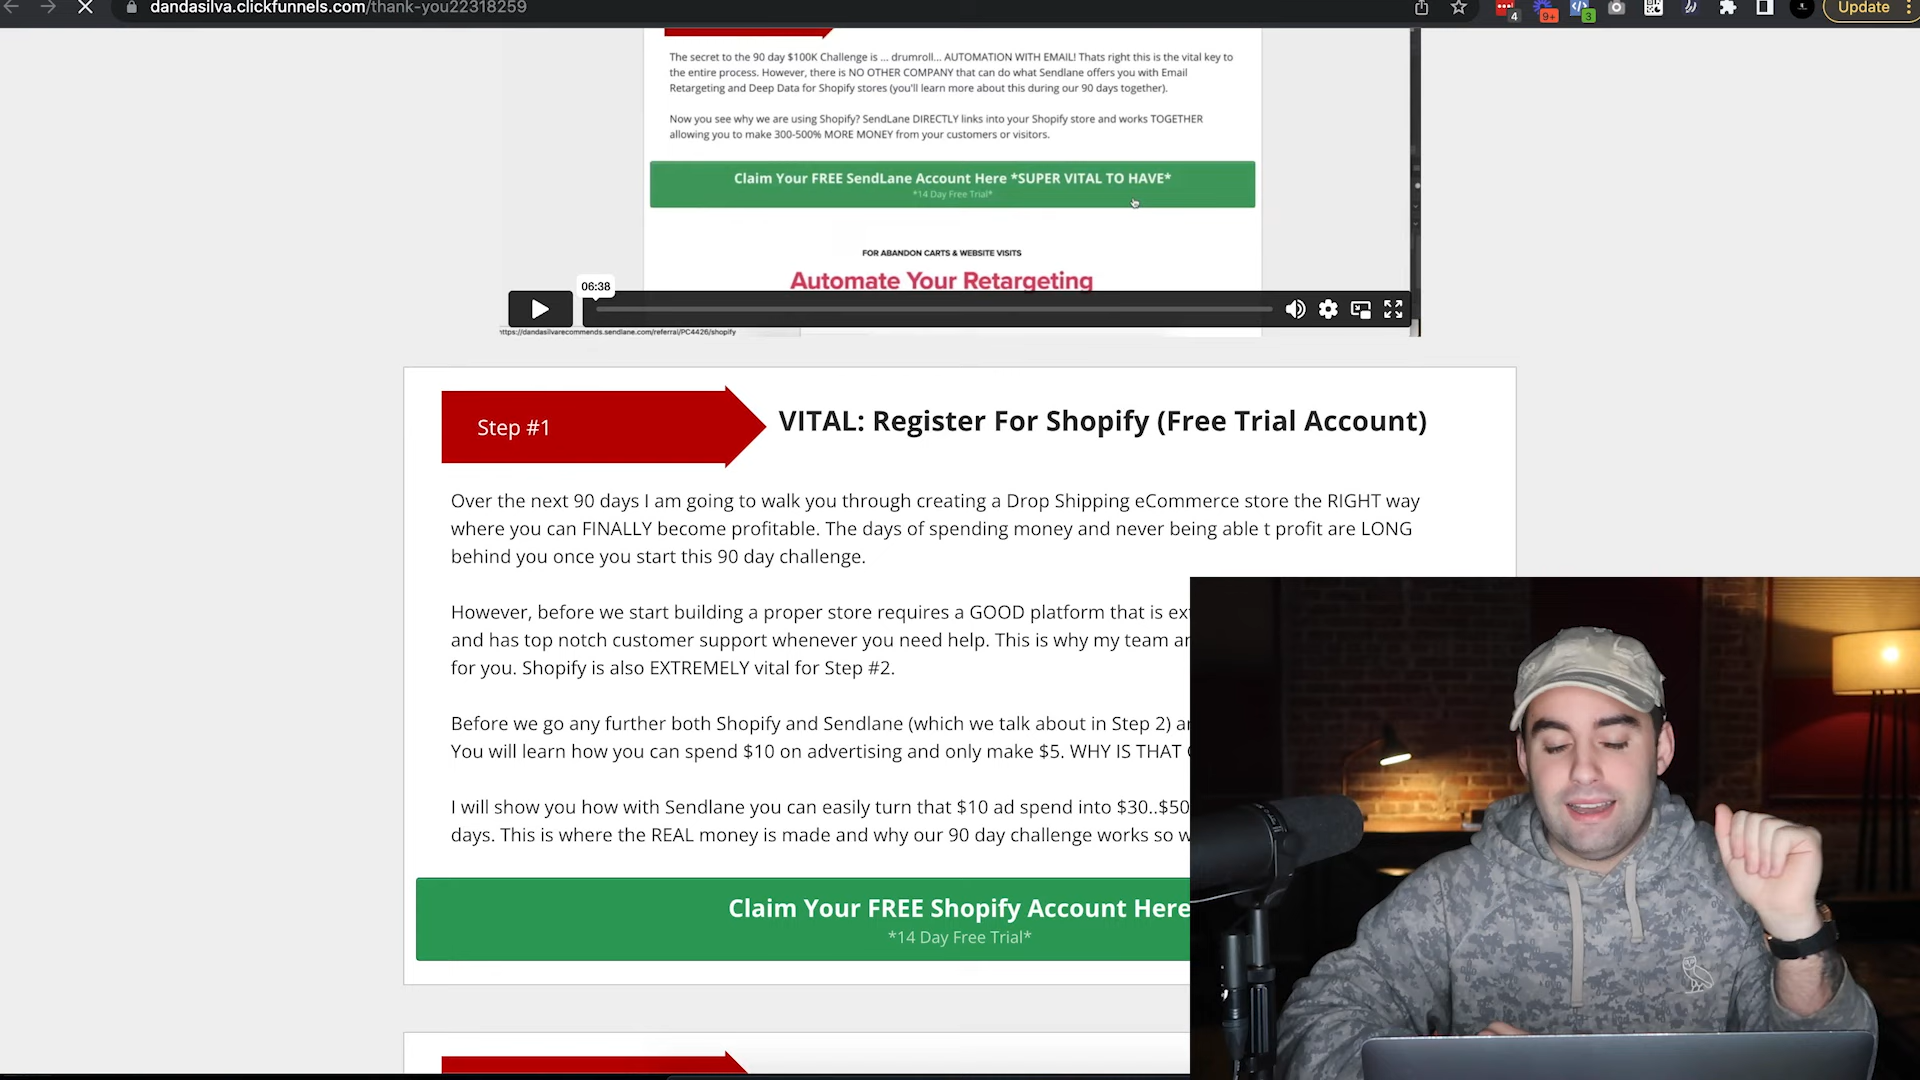 dandasilva.clickfunnels.com/thank-you22318259
4
9+
3
Update
The secret to the 90 day $100K Challenge is ... drumroll... AUTOMATION WITH EMAIL! Thats right this is the vital key to
the entire process. However, there is NO OTHER COMPANY that can do what Sendlane offers you with Email
Retargeting and Deep Data for Shopify stores (you'll learn more about this during our 90 days together).
Now you see why we are using Shopify? SendLane DIRECTLY links into your Shopify store and works TOGETHER
allowing you to make 300-500% MORE MONEY from your customers or visitors.
Claim Your FREE SendLane Account Here *SUPER VITAL TO HAVE*
*14 Day Free Trial*
FOR ABANDON CARTS & WEBSITE VISITS
Automate Your Retargeting
06:38
https://dandasilvarecommends.sendlane.com/referral/PC4426/shopify
Step #1
VITAL: Register For Shopify (Free Trial Account)
Over the next 90 days I am going to walk you through creating a Drop Shipping eCommerce store the RIGHT way
where you can FINALLY become profitable. The days of spending money and never being able t profit are LONG
behind you once you start this 90 day challenge.
However, before we start building a proper store requires a GOOD platform that is ex
and has top notch customer support whenever you need help. This is why my team a
for you. Shopify is also EXTREMELY vital for Step #2.
Before we go any further both Shopify and Sendlane (which we talk about in Step 2) a
You will learn how you can spend $10 on advertising and only make $5. WHY IS THAT
I will show you how with Sendlane you can easily turn that $10 ad spend into $30..$50
days. This is where the REAL money is made and why our 90 day challenge works so w
Claim Your FREE Shopify Account Here
*14 Day Free Trial*